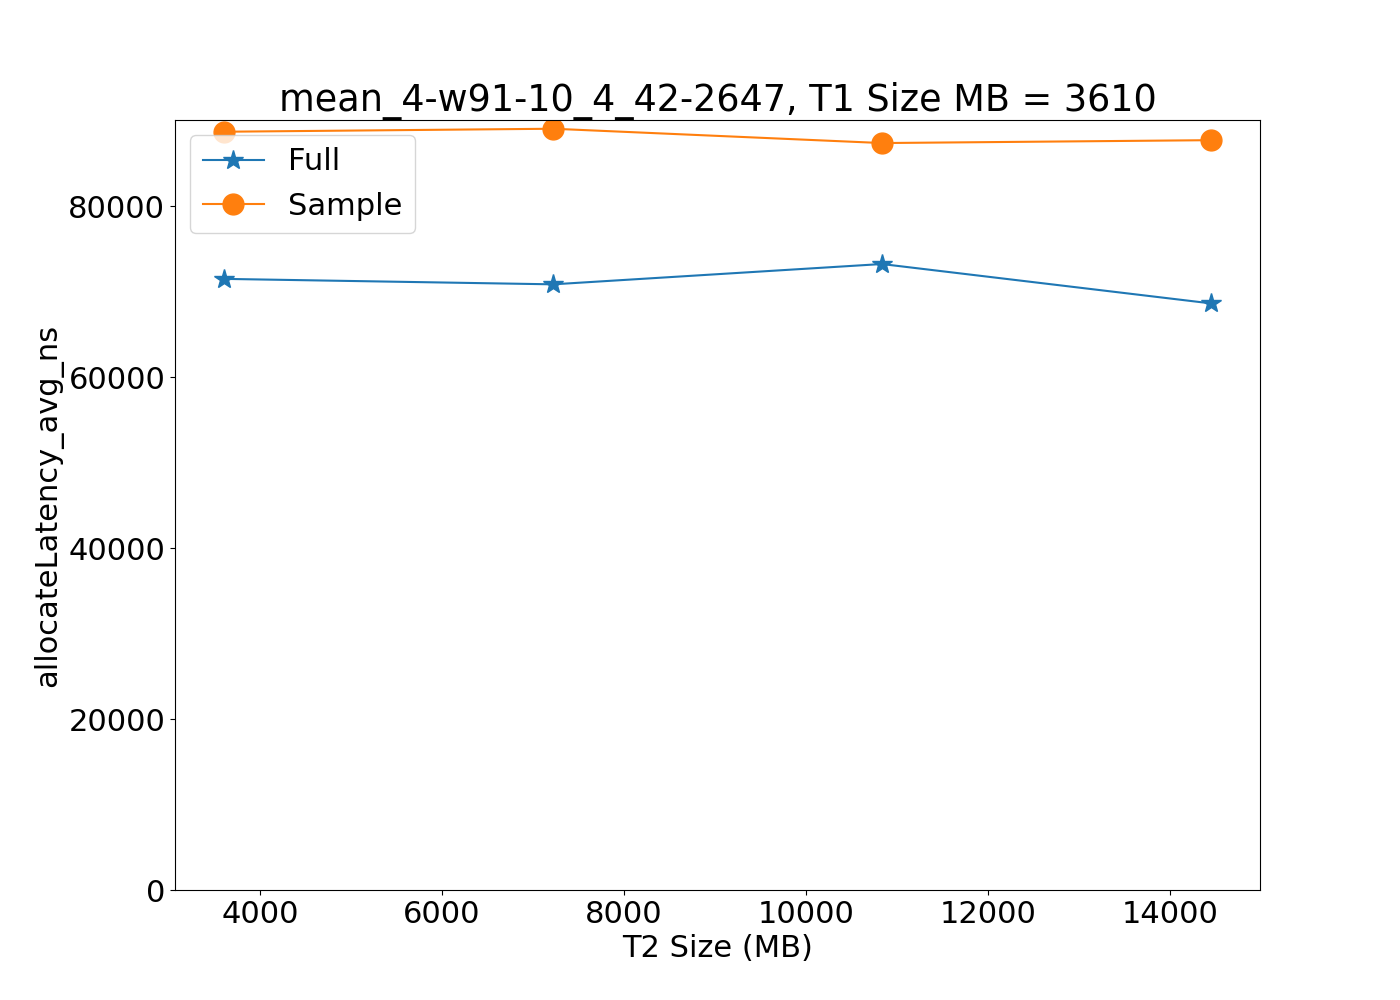 mean_4-w91-10_4_42-2647, T1 Size MB = 3610
Full
Sample
80000
60000
40000
20000
0
allocateLatency_avg_ns
4000 6000 8000 10000 12000 14000
T2 Size (MB)